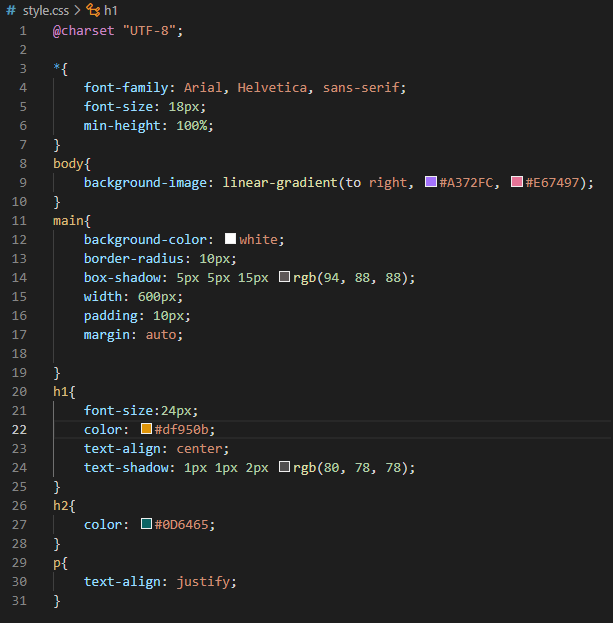 # style.css > h1
1 @charset "UTF-8";
2
3 *{
4 font-family: Arial, Helvetica, sans-serif;
5 font-size: 18px;
6 min-height: 100%;
7 }
8 body{
9 background-image: linear-gradient(to right, #A372FC, #E67497);
10 }
11 main{
12 background-color: white;
13 border-radius: 10px;
14 box-shadow: 5px 5px 15px rgb(94, 88, 88);
15 width: 600px;
16 padding: 10px;
17 margin: auto;
18
19 }
20 h1{
21 font-size:24px;
22 color: #df950b;
23 text-align: center;
24 text-shadow: 1px 1px 2px rgb(80, 78, 78);
25 }
26 h2{
27 color: #0D6465;
28 }
29 p{
30 text-align: justify;
31 }